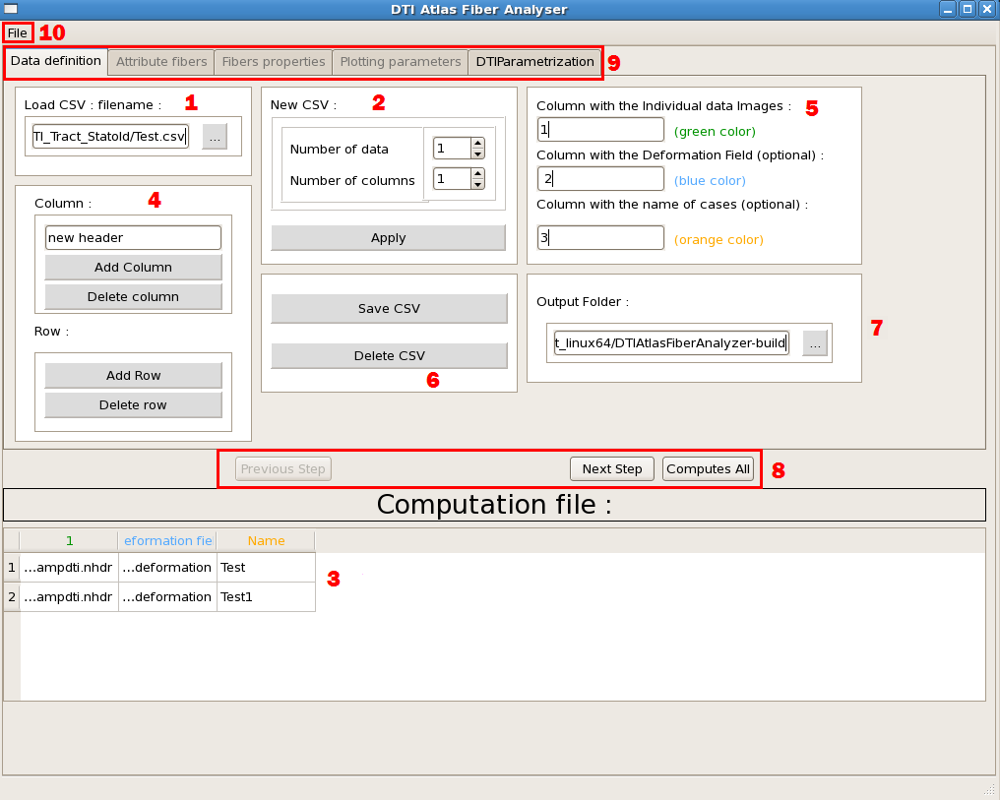 DTI Atlas Fiber Analyser
File 10
Data definition Attribute fibers Fibers properties Plotting parameters DTIParametrization 9
Load CSV : filename : 1
TI_Tract_Statold/Test.csv ...
New CSV : 2
Number of data 1
Number of columns 1
Apply
Column with the Individual data Images : 5
1 (green color)
Column with the Deformation Field (optional) :
2 (blue color)
Column with the name of cases (optional) :
3 (orange color)
Column : 4
new header
Add Column
Delete column
Row :
Add Row
Delete row
Save CSV
Delete CSV
6
Output Folder :
t_linux64/DTIAtlasFiberAnalyzer-build ...
7
Previous Step Next Step Computes All 8
Computation file :
1 eformation fie Name
1 ...ampdti.nhdr ...deformation Test
2 ...ampdti.nhdr ...deformation Test1
3